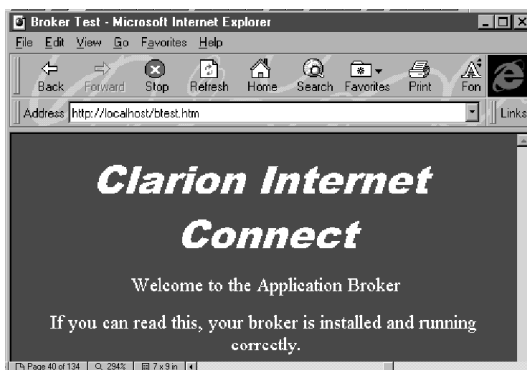 Broker Test - Microsoft Internet Explorer
File Edit View Go Favorites Help
Back Forward Stop Refresh Home Search Favorites Print Fon
Address http://localhost/btest.htm Links
Clarion Internet
Connect
Welcome to the Application Broker
If you can read this, your broker is installed and running
correctly.
Page 40 of 134 294% 7 x 9 in